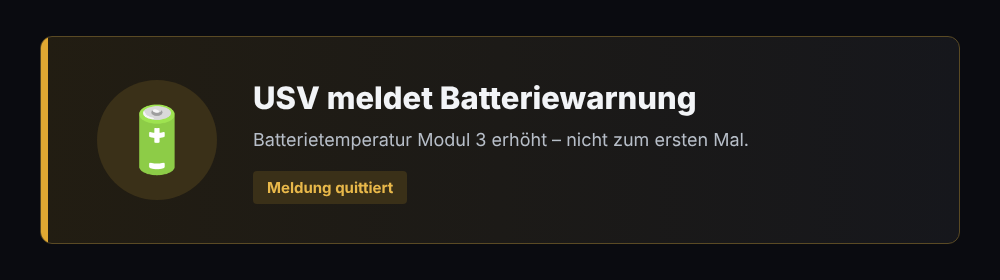 USV meldet Batteriewarnung
Batterietemperatur Modul 3 erhöht – nicht zum ersten Mal.
Meldung quittiert